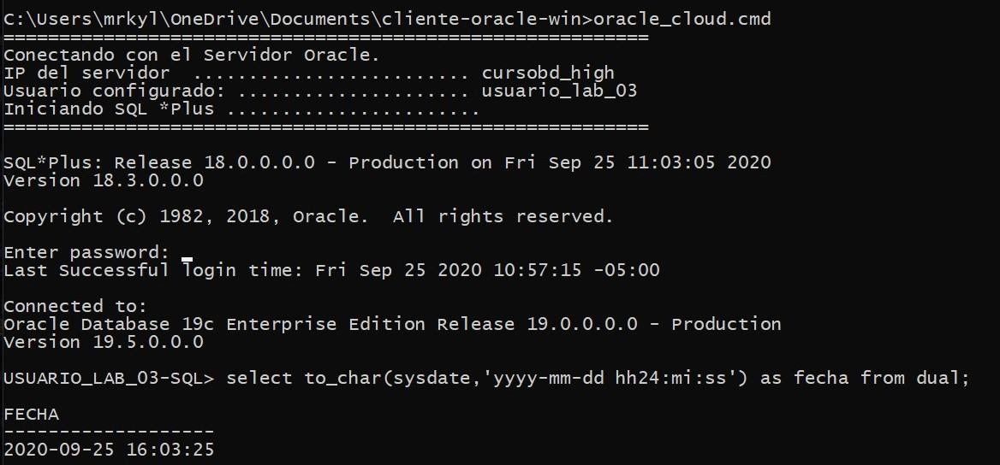 C:\Users\mrkyl\OneDrive\Documents\cliente-oracle-win>oracle_cloud.cmd
==========================================================
Conectando con el Servidor Oracle.
IP del servidor  ......................... cursobd_high
Usuario configurado: ..................... usuario_lab_03
Iniciando SQL *Plus .......................
==========================================================
SQL*Plus: Release 18.0.0.0.0 - Production on Fri Sep 25 11:03:05 2020
Version 18.3.0.0.0
Copyright (c) 1982, 2018, Oracle.  All rights reserved.
Enter password:
Last Successful login time: Fri Sep 25 2020 10:57:15 -05:00
Connected to:
Oracle Database 19c Enterprise Edition Release 19.0.0.0.0 - Production
Version 19.5.0.0.0
USUARIO_LAB_03-SQL> select to_char(sysdate,'yyyy-mm-dd hh24:mi:ss') as fecha from dual;
FECHA
-------------------
2020-09-25 16:03:25